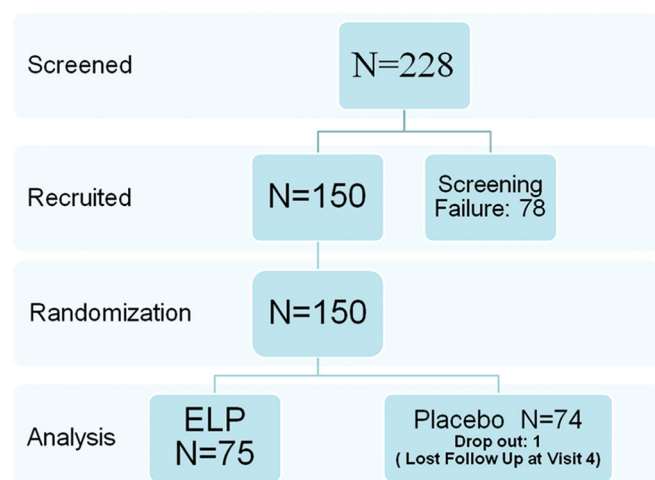 Screened
N=228
Recruited
N=150
Screening
Failure: 78
Randomization
N=150
Analysis
ELP
N=75
Placebo N=74
Drop out: 1
( Lost Follow Up at Visit 4)